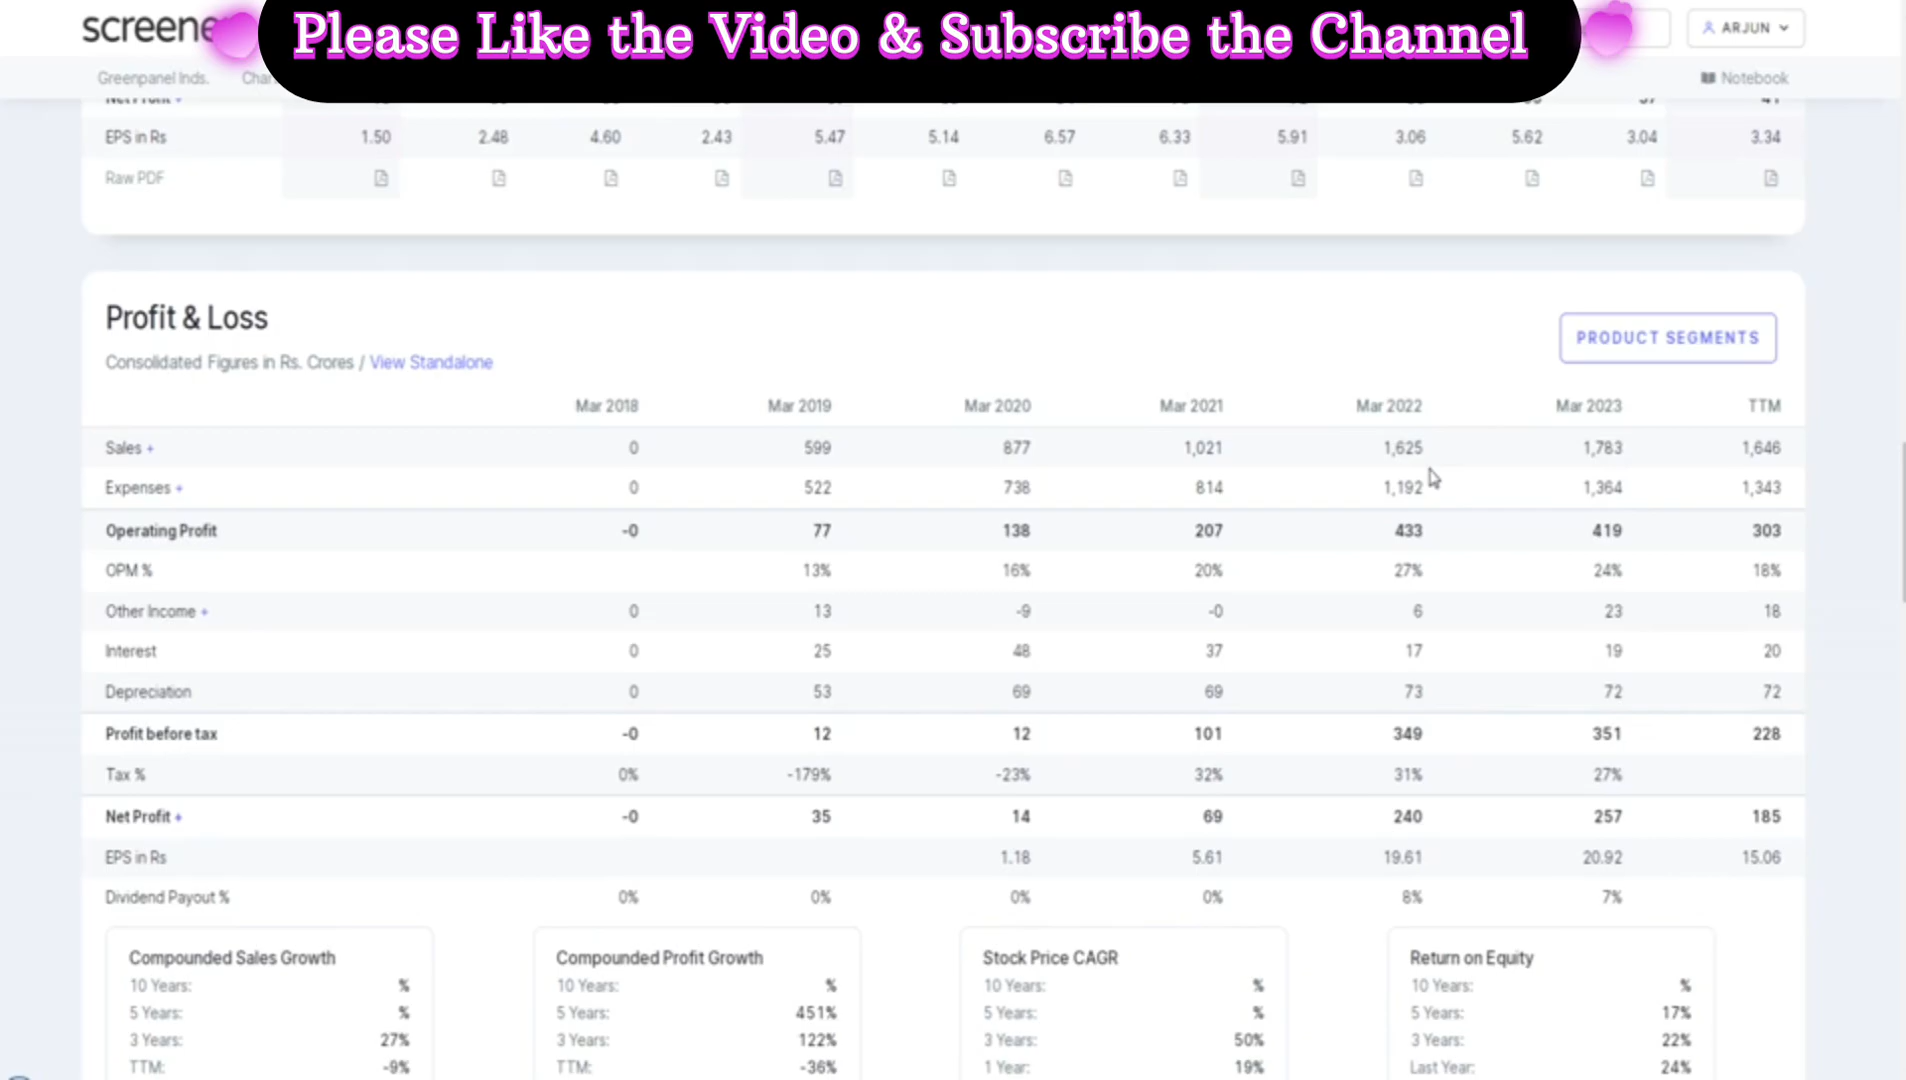 Please Like the Video & Subscribe the Channel
screene
ARJUN
Greenpanel Inds.
Notebook
Net Profit +
EPS in Rs 1.50 2.48 4.60 2.43 5.47 5.14 6.57 6.33 5.91 3.06 5.62 3.04 3.34
Raw PDF
Profit & Loss
PRODUCT SEGMENTS
Consolidated Figures in Rs. Crores / View Standalone
Mar 2018 Mar 2019 Mar 2020 Mar 2021 Mar 2022 Mar 2023 TTM
Sales + 0 599 877 1,021 1,625 1,783 1,646
Expenses + 0 522 738 814 1,192 1,364 1,343
Operating Profit -0 77 138 207 433 419 303
OPM % 13% 16% 20% 27% 24% 18%
Other Income + 0 13 -9 -0 6 23 18
Interest 0 25 48 37 17 19 20
Depreciation 0 53 69 69 73 72 72
Profit before tax -0 12 12 101 349 351 228
Tax % 0% -179% -23% 32% 31% 27%
Net Profit + -0 35 14 69 240 257 185
EPS in Rs 1.18 5.61 19.61 20.92 15.06
Dividend Payout % 0% 0% 0% 0% 8% 7%
Compounded Sales Growth
10 Years: %
5 Years: %
3 Years: 27%
TTM: -9%
Compounded Profit Growth
10 Years: %
5 Years: 451%
3 Years: 122%
TTM: -36%
Stock Price CAGR
10 Years: %
5 Years: %
3 Years: 50%
1 Year: 19%
Return on Equity
10 Years: %
5 Years: 17%
3 Years: 22%
Last Year: 24%